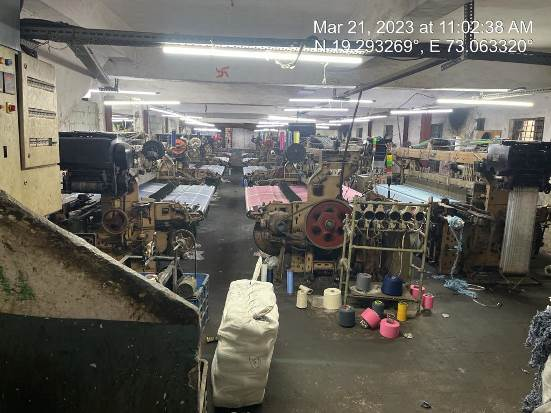 Mar 21, 2023 at 11:02:38 AM
N 19.293269°, E 73.063320°